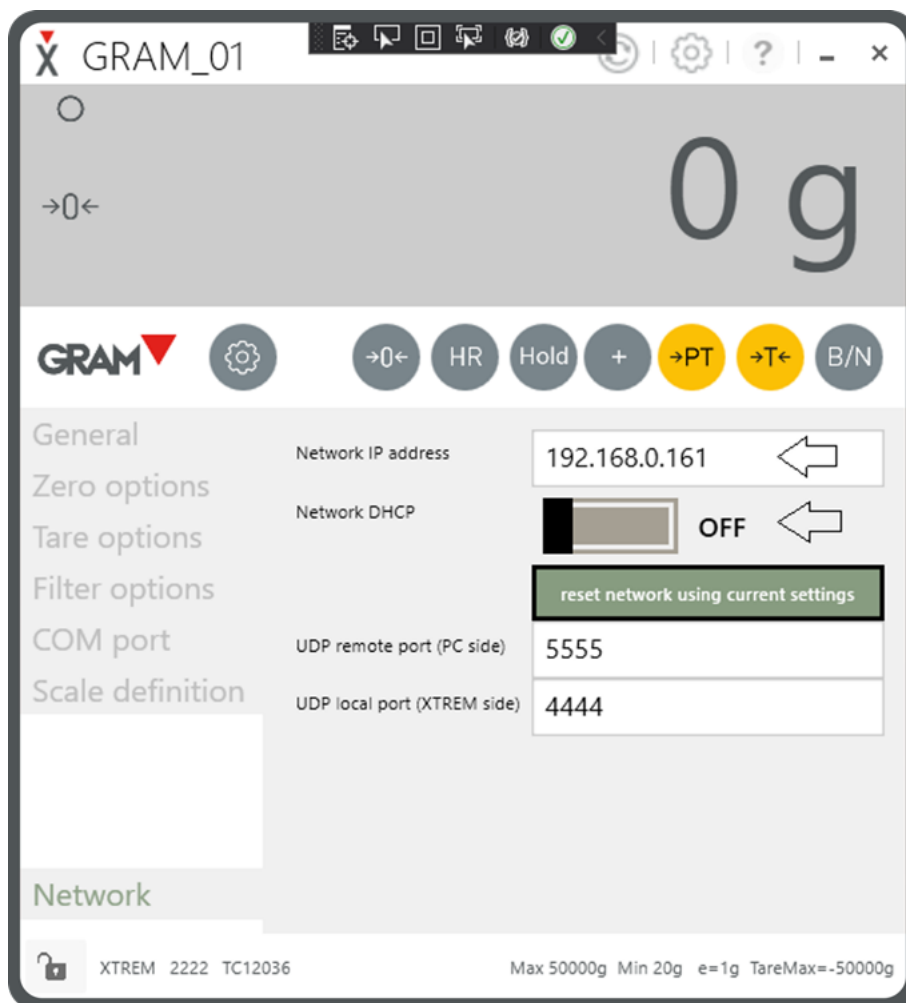 GRAM_01
?
→0←
0 g
GRAM
→0← HR Hold + →PT →T← B/N
General
Zero options
Tare options
Filter options
COM port
Scale definition
Network
Network IP address 192.168.0.161
Network DHCP OFF
reset network using current settings
UDP remote port (PC side) 5555
UDP local port (XTREM side) 4444
XTREM 2222 TC12036 Max 50000g Min 20g e=1g TareMax=-50000g